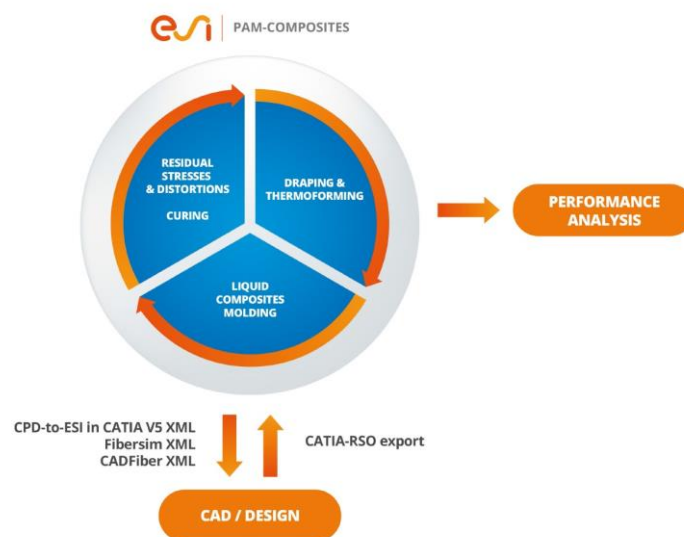 esi | PAM-COMPOSITES
RESIDUAL
STRESSES
& DISTORTIONS
CURING
DRAPING &
THERMOFORMING
LIQUID
COMPOSITES
MOLDING
PERFORMANCE
ANALYSIS
CPD-to-ESI in CATIA V5 XML
Fibersim XML
CADFiber XML
CATIA-RSO export
CAD / DESIGN